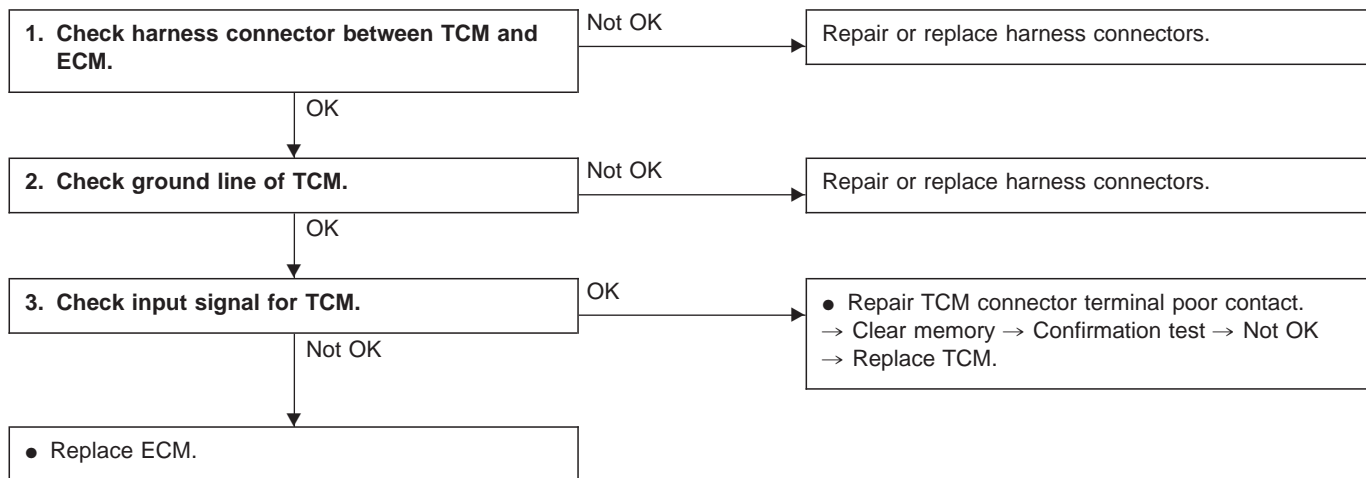 1. Check harness connector between TCM and
ECM.
Not OK
Repair or replace harness connectors.
OK
2. Check ground line of TCM.
Not OK
Repair or replace harness connectors.
OK
3. Check input signal for TCM.
OK
● Repair TCM connector terminal poor contact.
→ Clear memory → Confirmation test → Not OK
→ Replace TCM.
Not OK
● Replace ECM.